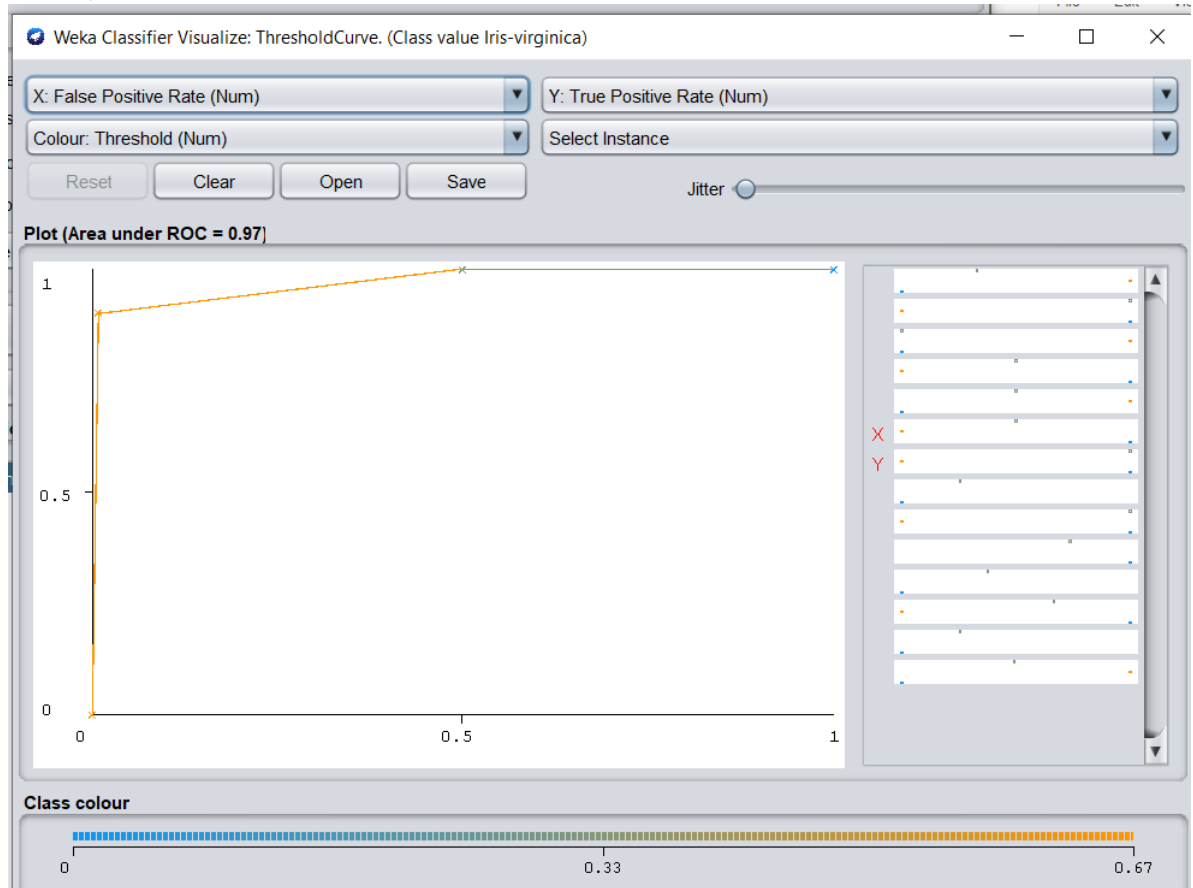 Weka Classifier Visualize: ThresholdCurve. (Class value Iris-virginica)
X: False Positive Rate (Num)
Y: True Positive Rate (Num)
Colour: Threshold (Num)
Select Instance
Reset
Clear
Open
Save
Jitter
Plot (Area under ROC = 0.97)
1
0.5
0
0
0.5
1
X
Y
Class colour
0
0.33
0.67